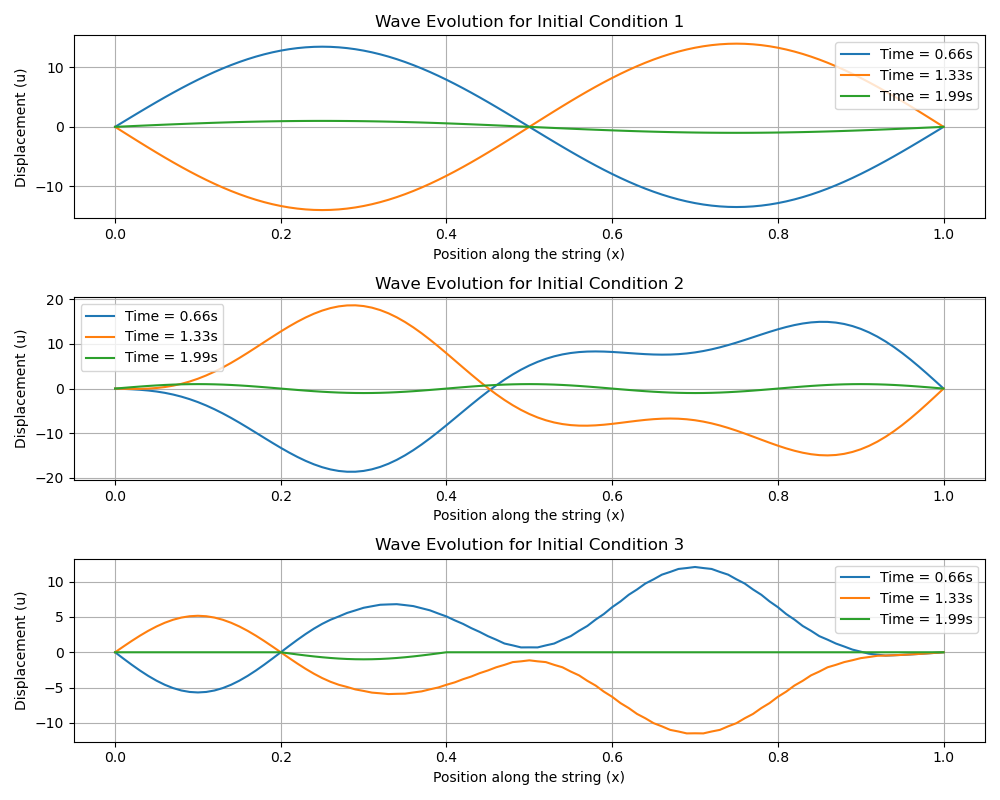 Wave Evolution for Initial Condition 1
Displacement (u)
10
0
−10
Time = 0.66s
Time = 1.33s
Time = 1.99s
0.0 0.2 0.4 0.6 0.8 1.0
Position along the string (x)
Wave Evolution for Initial Condition 2
Displacement (u)
20
10
0
−10
−20
Time = 0.66s
Time = 1.33s
Time = 1.99s
0.0 0.2 0.4 0.6 0.8 1.0
Position along the string (x)
Wave Evolution for Initial Condition 3
Displacement (u)
10
5
0
−5
−10
Time = 0.66s
Time = 1.33s
Time = 1.99s
0.0 0.2 0.4 0.6 0.8 1.0
Position along the string (x)